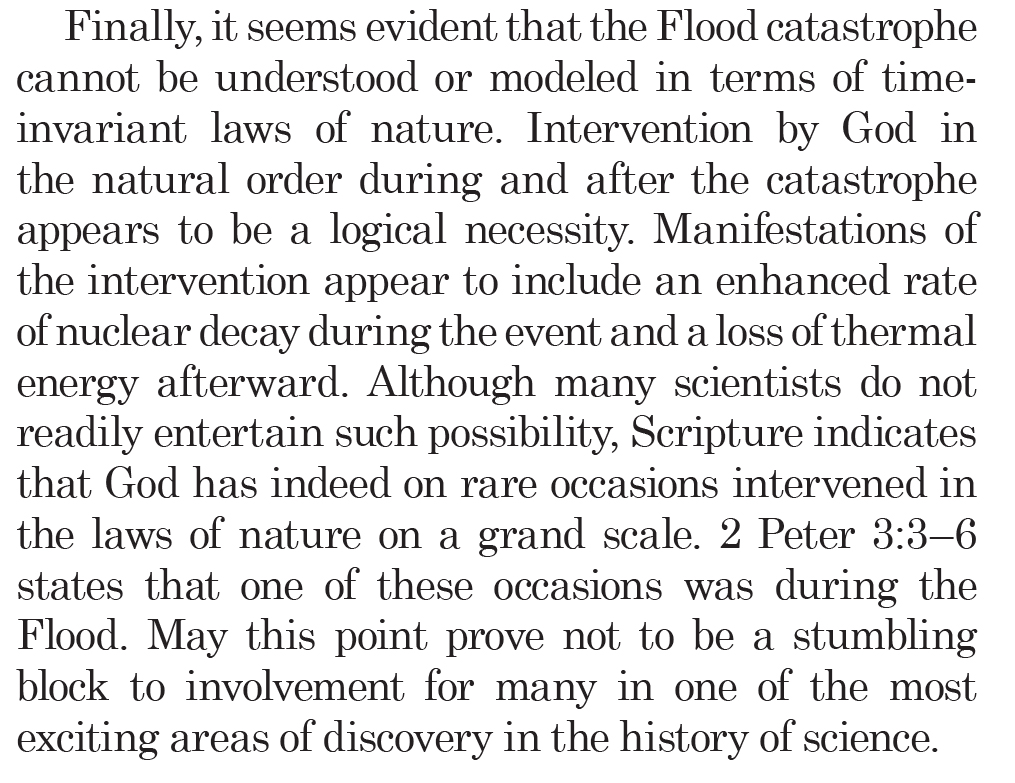 Finally, it seems evident that the Flood catastrophe
cannot be understood or modeled in terms of time-
invariant laws of nature. Intervention by God in
the natural order during and after the catastrophe
appears to be a logical necessity. Manifestations of
the intervention appear to include an enhanced rate
of nuclear decay during the event and a loss of thermal
energy afterward. Although many scientists do not
readily entertain such possibility, Scripture indicates
that God has indeed on rare occasions intervened in
the laws of nature on a grand scale. 2 Peter 3:3–6
states that one of these occasions was during the
Flood. May this point prove not to be a stumbling
block to involvement for many in one of the most
exciting areas of discovery in the history of science.